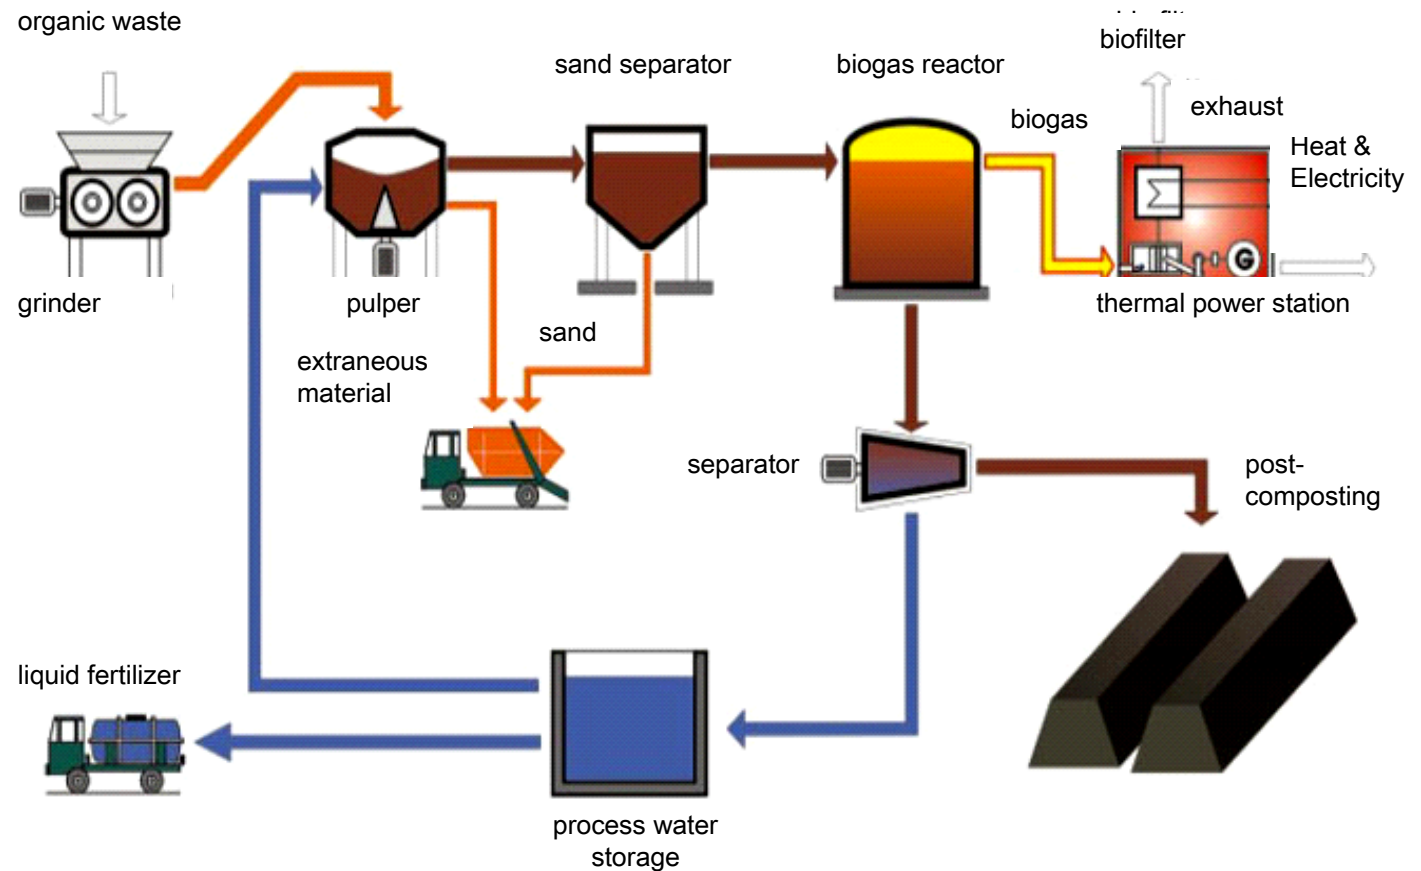 organic waste
biofilter
sand separator
biogas reactor
exhaust
biogas
Heat &
Electricity
G
grinder
pulper
thermal power station
sand
extraneous
material
separator
post-
composting
liquid fertilizer
process water
storage